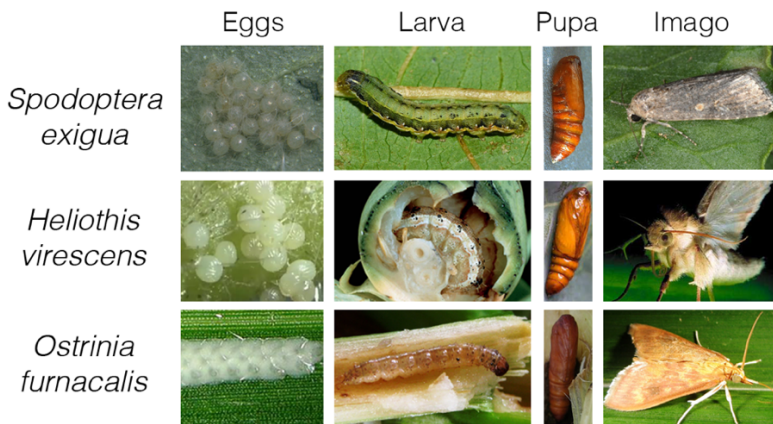 Eggs Larva Pupa Imago
Spodoptera
exigua
Heliothis
virescens
Ostrinia
furnacalis